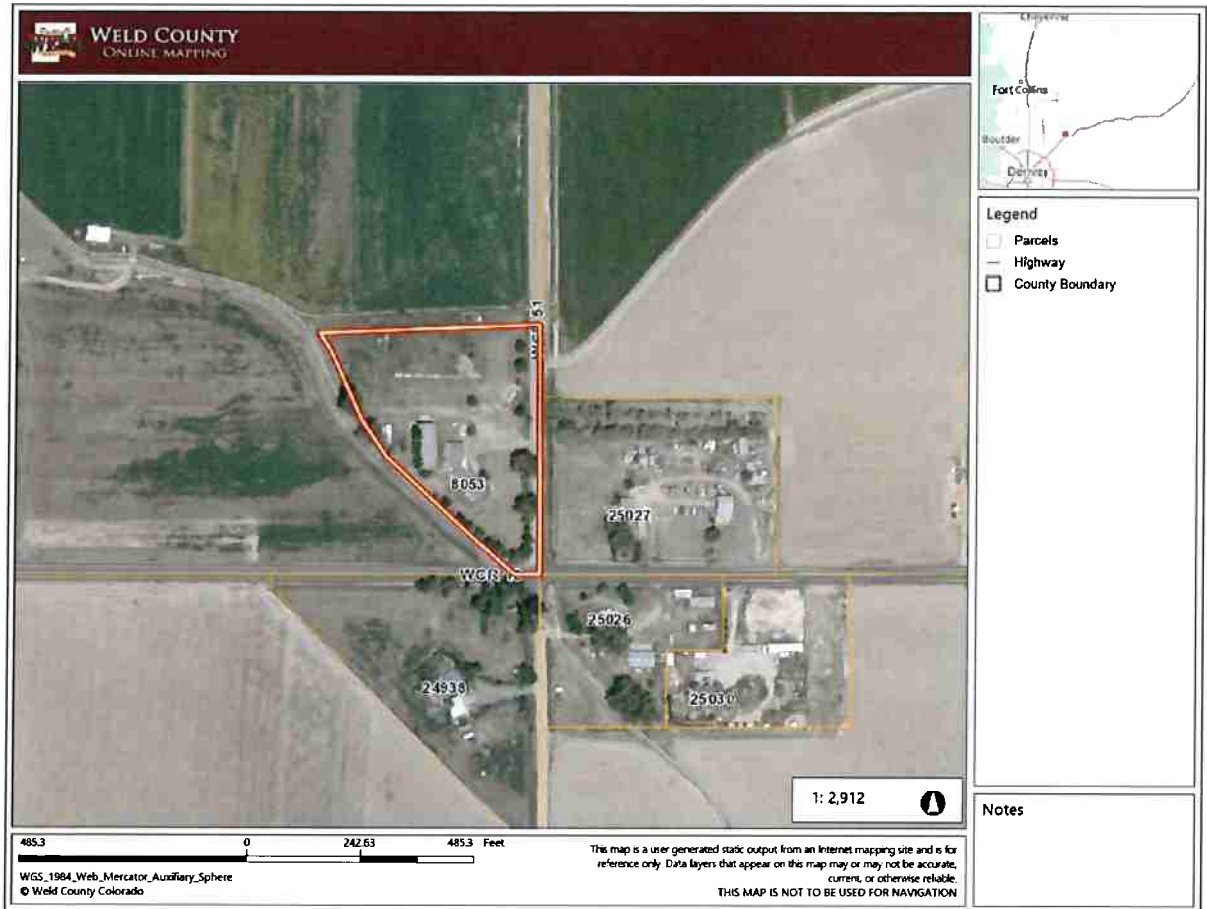 WELD COUNTY
ONLINE MAPPING
Cheyenne
Fort Collins
Boulder
Denver
Legend
Parcels
Highway
County Boundary
51
8053
25027
WCR
25026
24938
25030
1: 2,912
Notes
485.3 0 242.63 485.3 Feet
WGS_1984_Web_Mercator_Auxiliary_Sphere
© Weld County Colorado
This map is a user generated static output from an Internet mapping site and is for
reference only. Data layers that appear on this map may or may not be accurate,
current, or otherwise reliable.
THIS MAP IS NOT TO BE USED FOR NAVIGATION